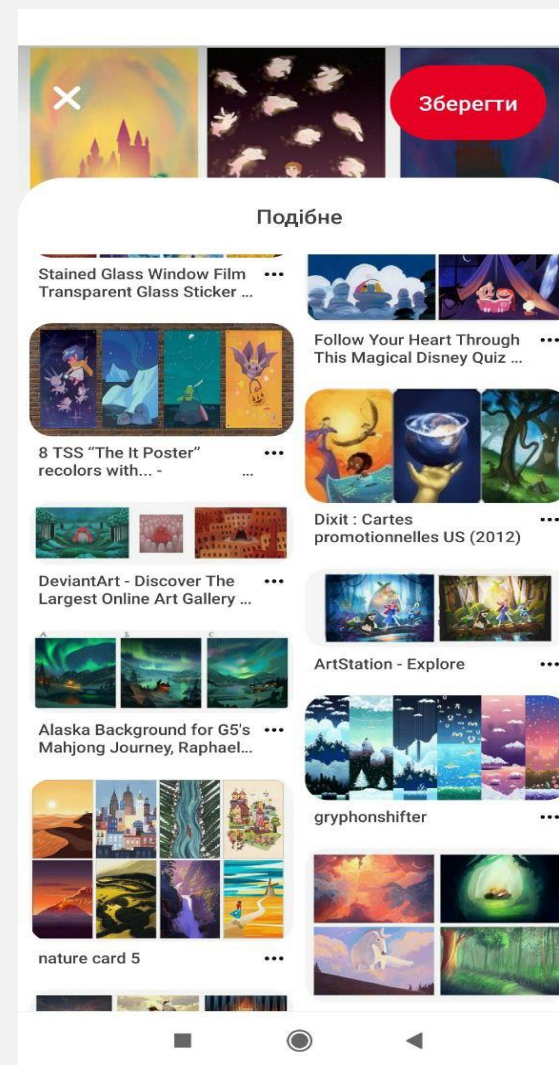 Зберегти
Подібне
Stained Glass Window Film
Transparent Glass Sticker ...
8 TSS “The It Poster”
recolors with... - ...
DeviantArt - Discover The
Largest Online Art Gallery ...
A B C
Alaska Background for G5's
Mahjong Journey, Raphael...
nature card 5
Follow Your Heart Through
This Magical Disney Quiz ...
Dixit : Cartes
promotionnelles US (2012)
ArtStation - Explore
gryphonshifter